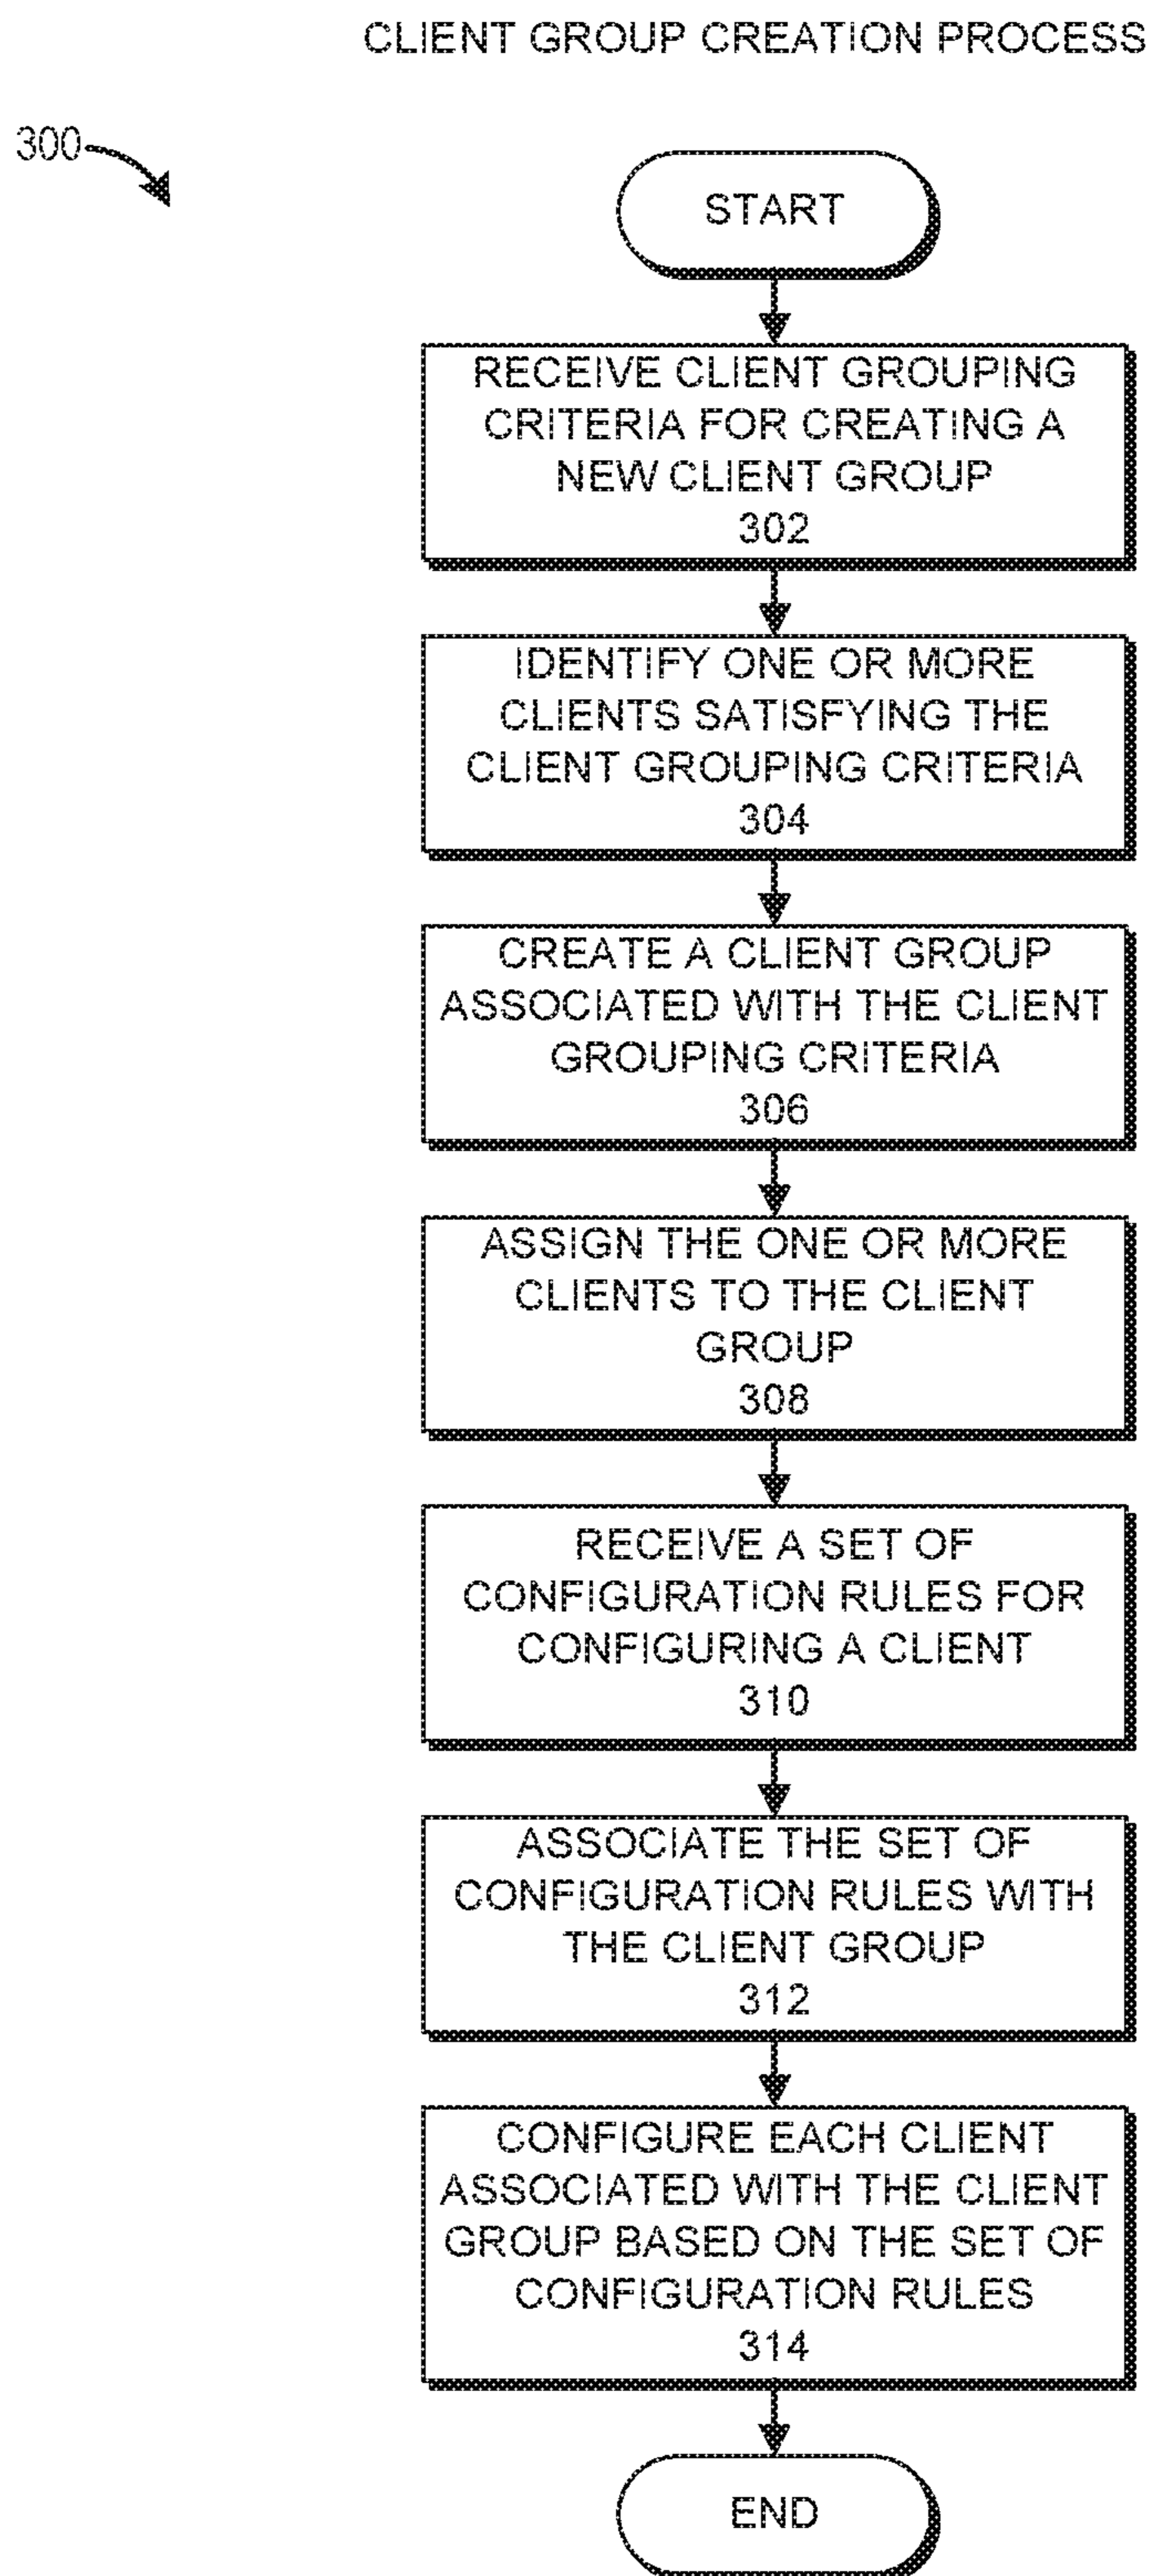 CLIENT GROUP CREATION PROCESS
300
START
RECEIVE CLIENT GROUPING
CRITERIA FOR CREATING A
NEW CLIENT GROUP
302
IDENTIFY ONE OR MORE
CLIENTS SATISFYING THE
CLIENT GROUPING CRITERIA
304
CREATE A CLIENT GROUP
ASSOCIATED WITH THE CLIENT
GROUPING CRITERIA
306
ASSIGN THE ONE OR MORE
CLIENTS TO THE CLIENT
GROUP
308
RECEIVE A SET OF
CONFIGURATION RULES FOR
CONFIGURING A CLIENT
310
ASSOCIATE THE SET OF
CONFIGURATION RULES WITH
THE CLIENT GROUP
312
CONFIGURE EACH CLIENT
ASSOCIATED WITH THE CLIENT
GROUP BASED ON THE SET OF
CONFIGURATION RULES
314
END